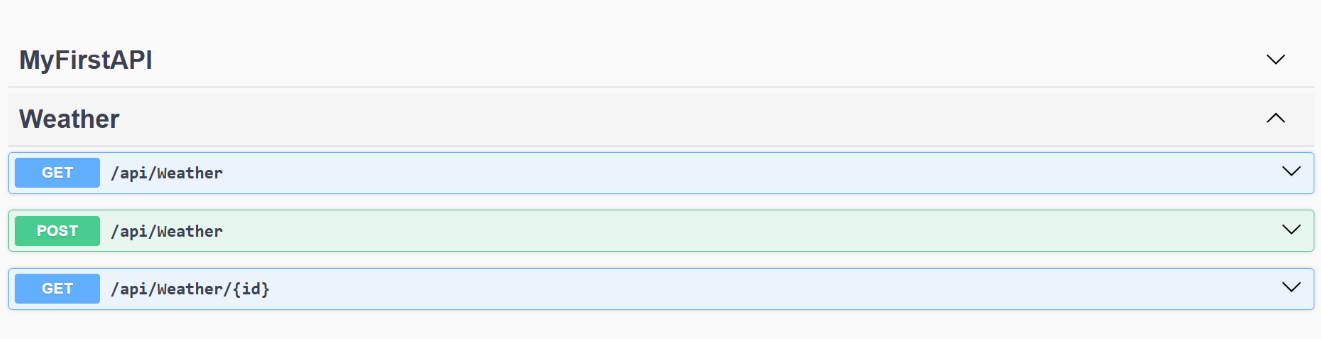 MyFirstAPI
Weather
GET /api/Weather
POST /api/Weather
GET /api/Weather/{id}